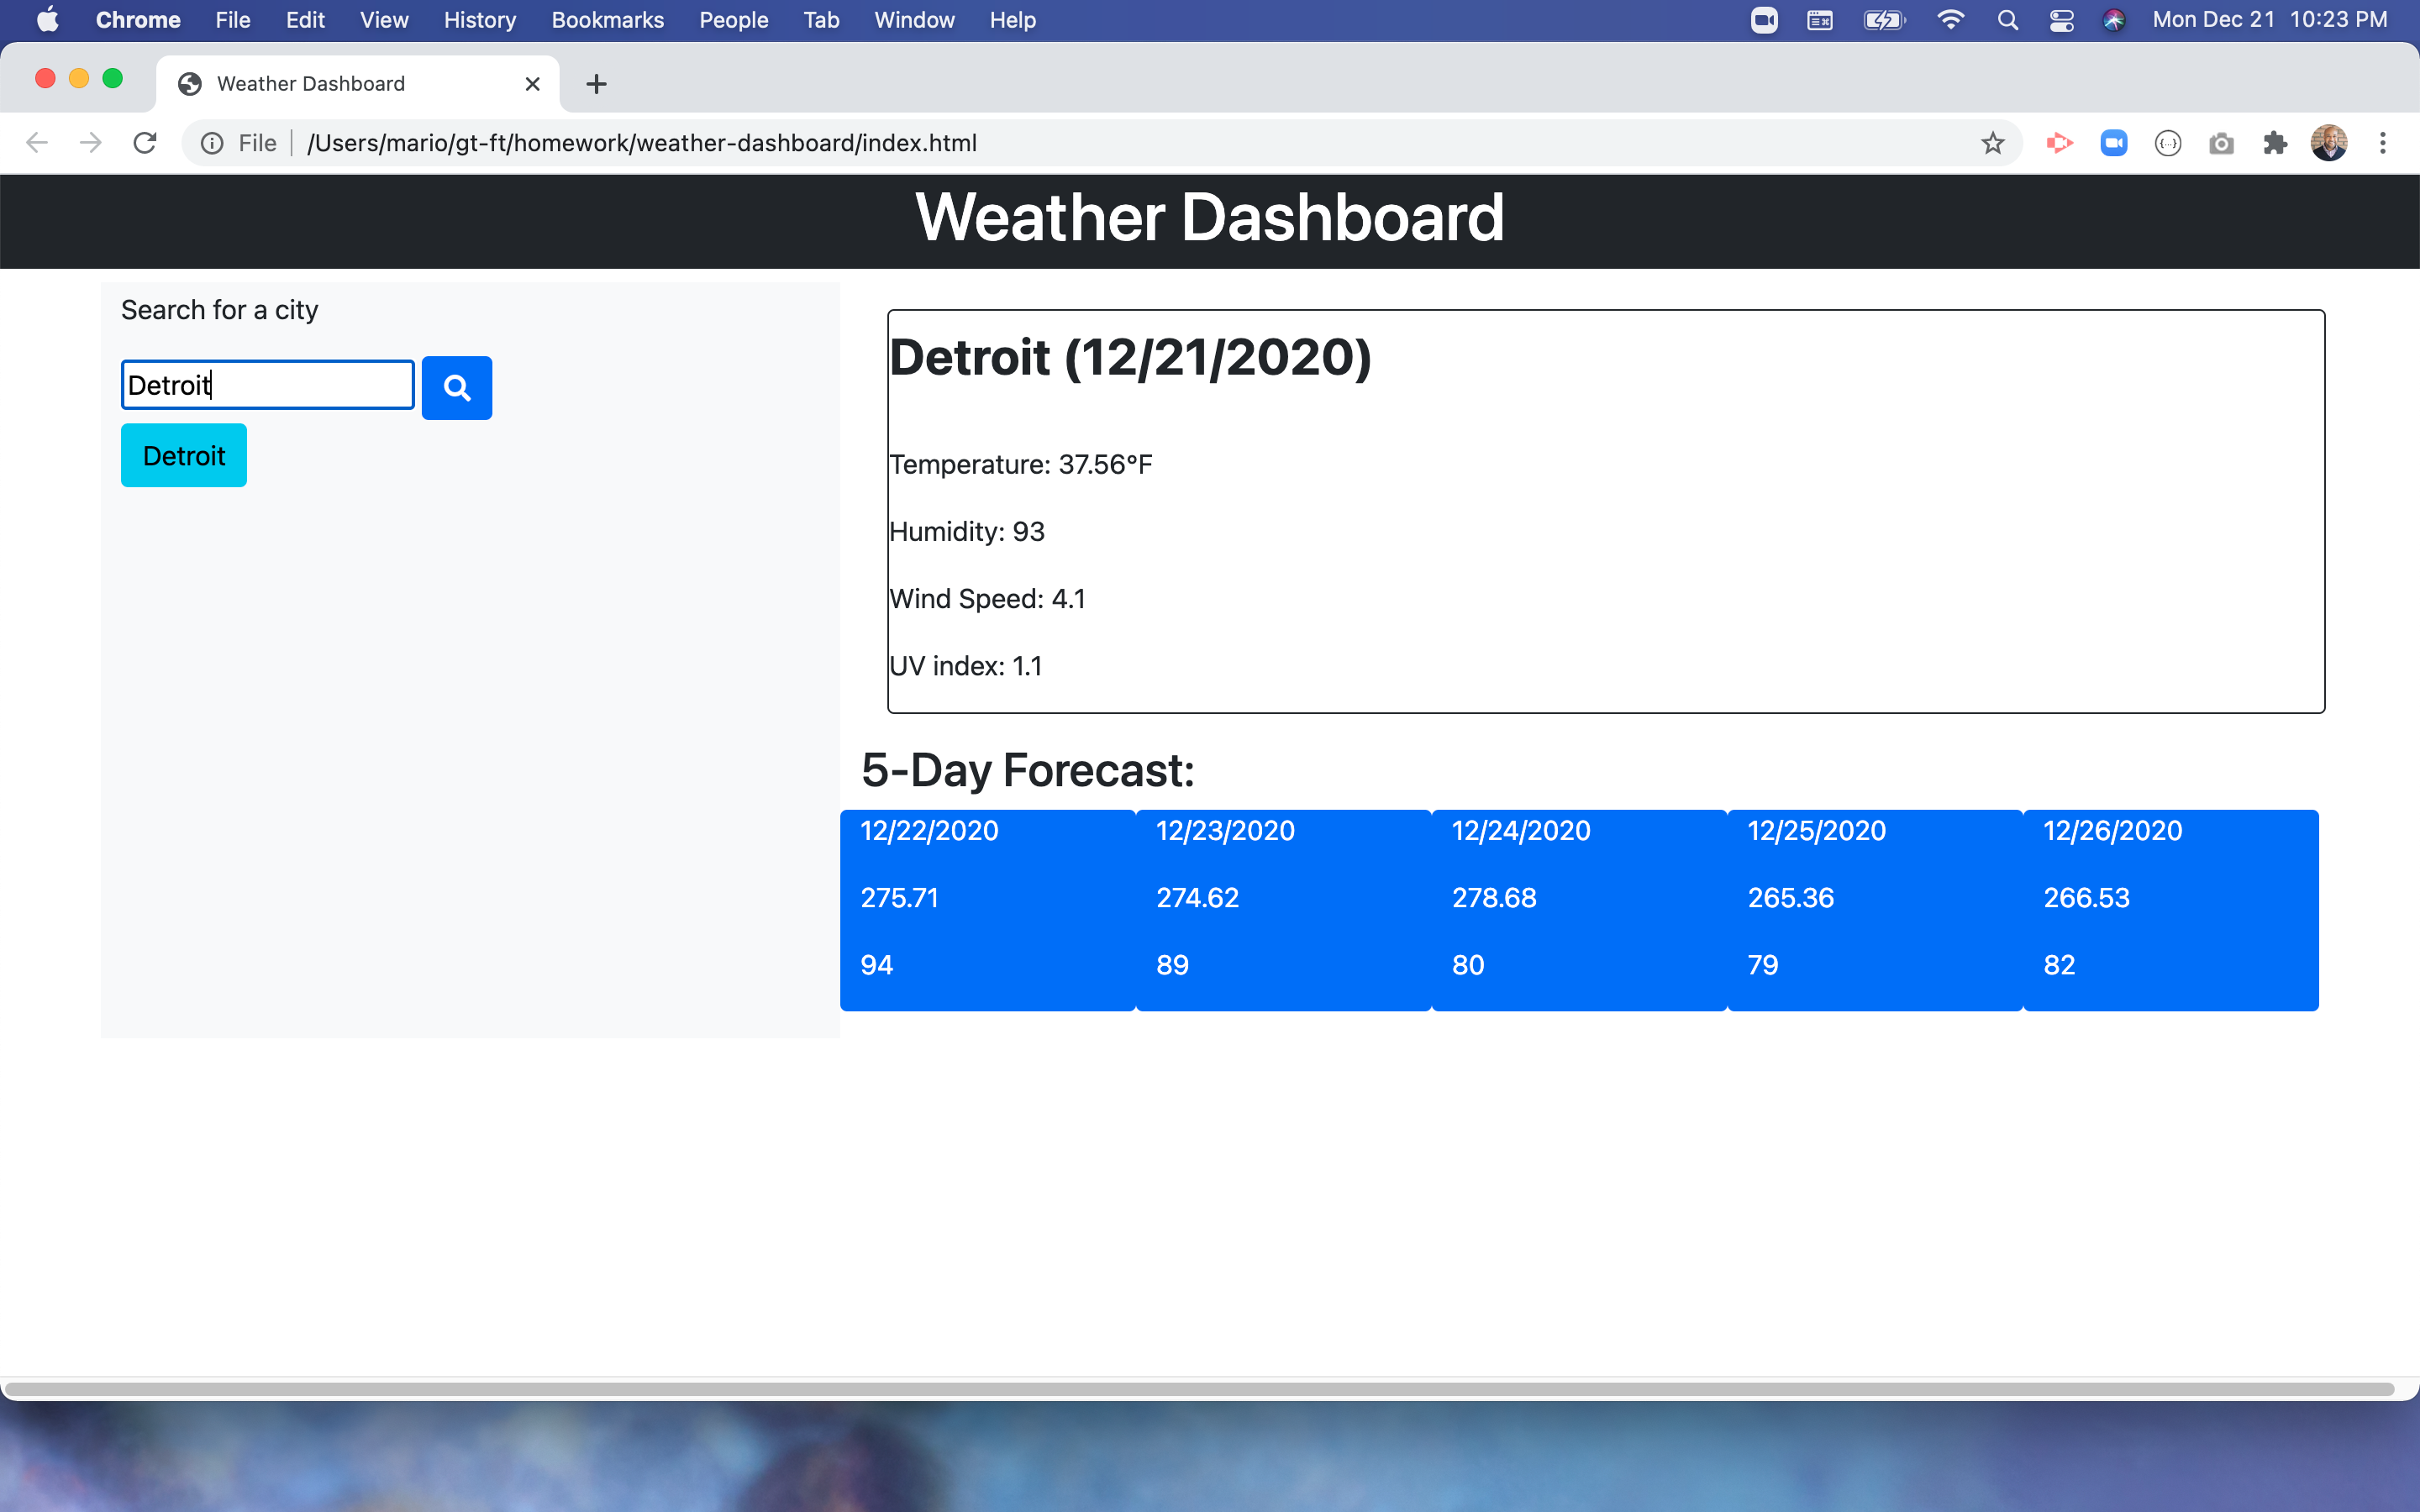 Chrome File Edit View History Bookmarks People Tab Window Help Mon Dec 21 10:23 PM
Weather Dashboard
File /Users/mario/gt-ft/homework/weather-dashboard/index.html
Weather Dashboard
Search for a city
Detroit
Detroit
Detroit (12/21/2020)
Temperature: 37.56°F
Humidity: 93
Wind Speed: 4.1
UV index: 1.1
5-Day Forecast:
12/22/2020 12/23/2020 12/24/2020 12/25/2020 12/26/2020
275.71 274.62 278.68 265.36 266.53
94 89 80 79 82